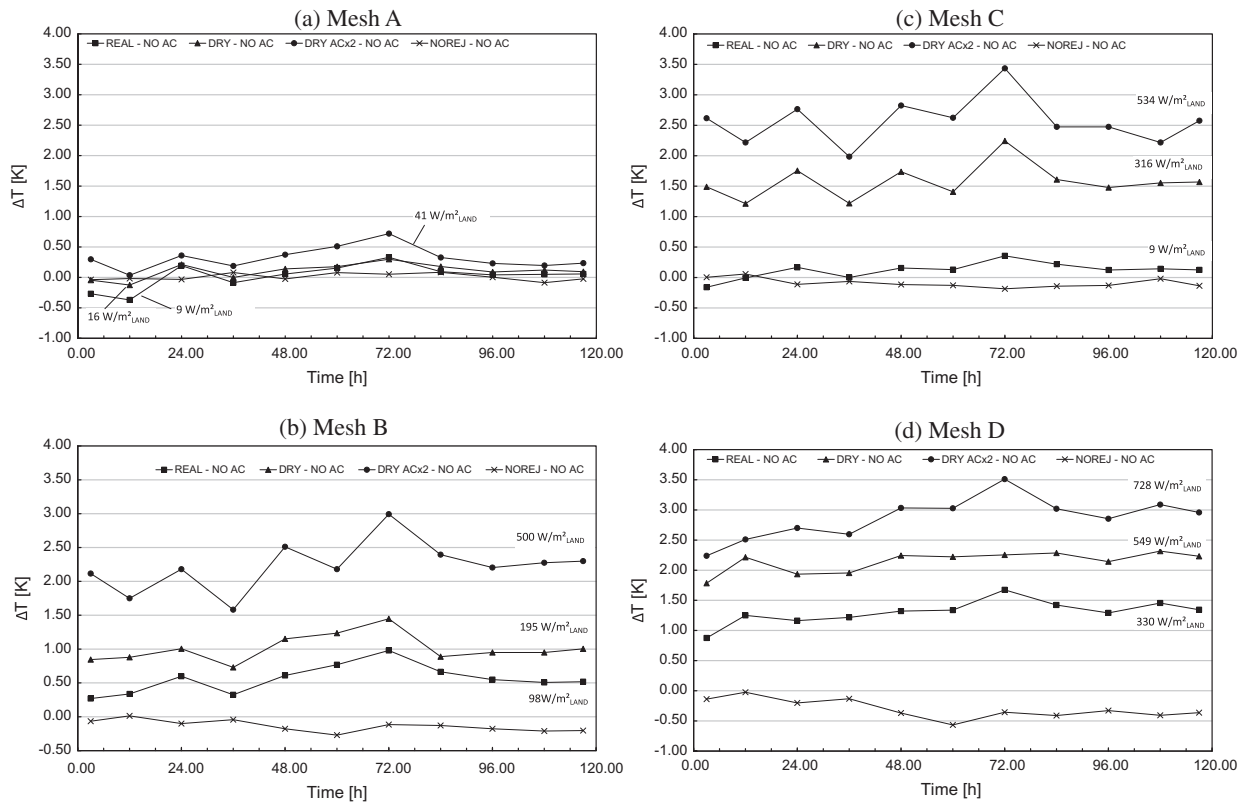 (a) Mesh A
REAL - NO AC DRY - NO AC DRY ACx2 - NO AC NOREJ - NO AC
4.00
3.50
3.00
2.50
2.00
1.50
1.00
0.50
0.00
-0.50
-1.00
ΔT [K]
41 W/m²LAND
16 W/m²LAND
9 W/m²LAND
0.00 24.00 48.00 72.00 96.00 120.00
Time [h]
(b) Mesh B
REAL - NO AC DRY - NO AC DRY ACx2 - NO AC NOREJ - NO AC
4.00
3.50
3.00
2.50
2.00
1.50
1.00
0.50
0.00
-0.50
ΔT [K]
500 W/m²LAND
195 W/m²LAND
98W/m²LAND
0.00 24.00 48.00 72.00 96.00 120.00
Time [h]
(c) Mesh C
REAL - NO AC DRY - NO AC DRY ACx2 - NO AC NOREJ - NO AC
4.00
3.50
3.00
2.50
2.00
1.50
1.00
0.50
0.00
-0.50
-1.00
ΔT [K]
534 W/m²LAND
316 W/m²LAND
9 W/m²LAND
0.00 24.00 48.00 72.00 96.00 120.00
Time [h]
(d) Mesh D
REAL - NO AC DRY - NO AC DRY ACx2 - NO AC NOREJ - NO AC
4.00
3.50
3.00
2.50
2.00
1.50
1.00
0.50
0.00
-0.50
-1.00
ΔT [K]
728 W/m²LAND
549 W/m²LAND
330 W/m²LAND
0.00 24.00 48.00 72.00 96.00 120.00
Time [h]